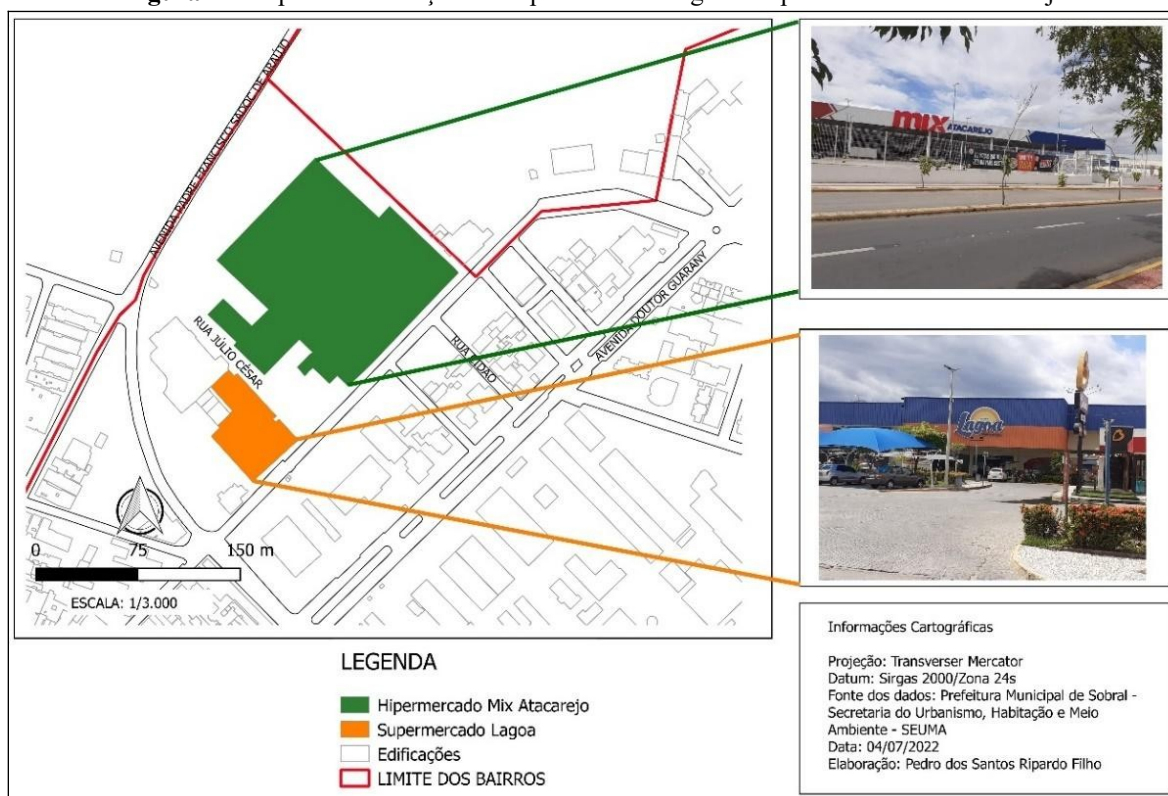 AVENIDA PADRE FRANCISCO SADOC DE ARAÚJO
RUA JÚLIO CÉSAR
AVENIDA DOUTOR GUARANY
0 75 150 m
ESCALA: 1/3.000
mix ATACAREJO
Lagoa
LEGENDA
Hipermercado Mix Atacarejo
Supermercado Lagoa
Edificações
LIMITE DOS BAIRROS
Informações Cartográficas
Projeção: Transverser Mercator
Datum: Sirgas 2000/Zona 24s
Fonte dos dados: Prefeitura Municipal de Sobral -
Secretaria do Urbanismo, Habitação e Meio
Ambiente - SEUMA
Data: 04/07/2022
Elaboração: Pedro dos Santos Ripardo Filho